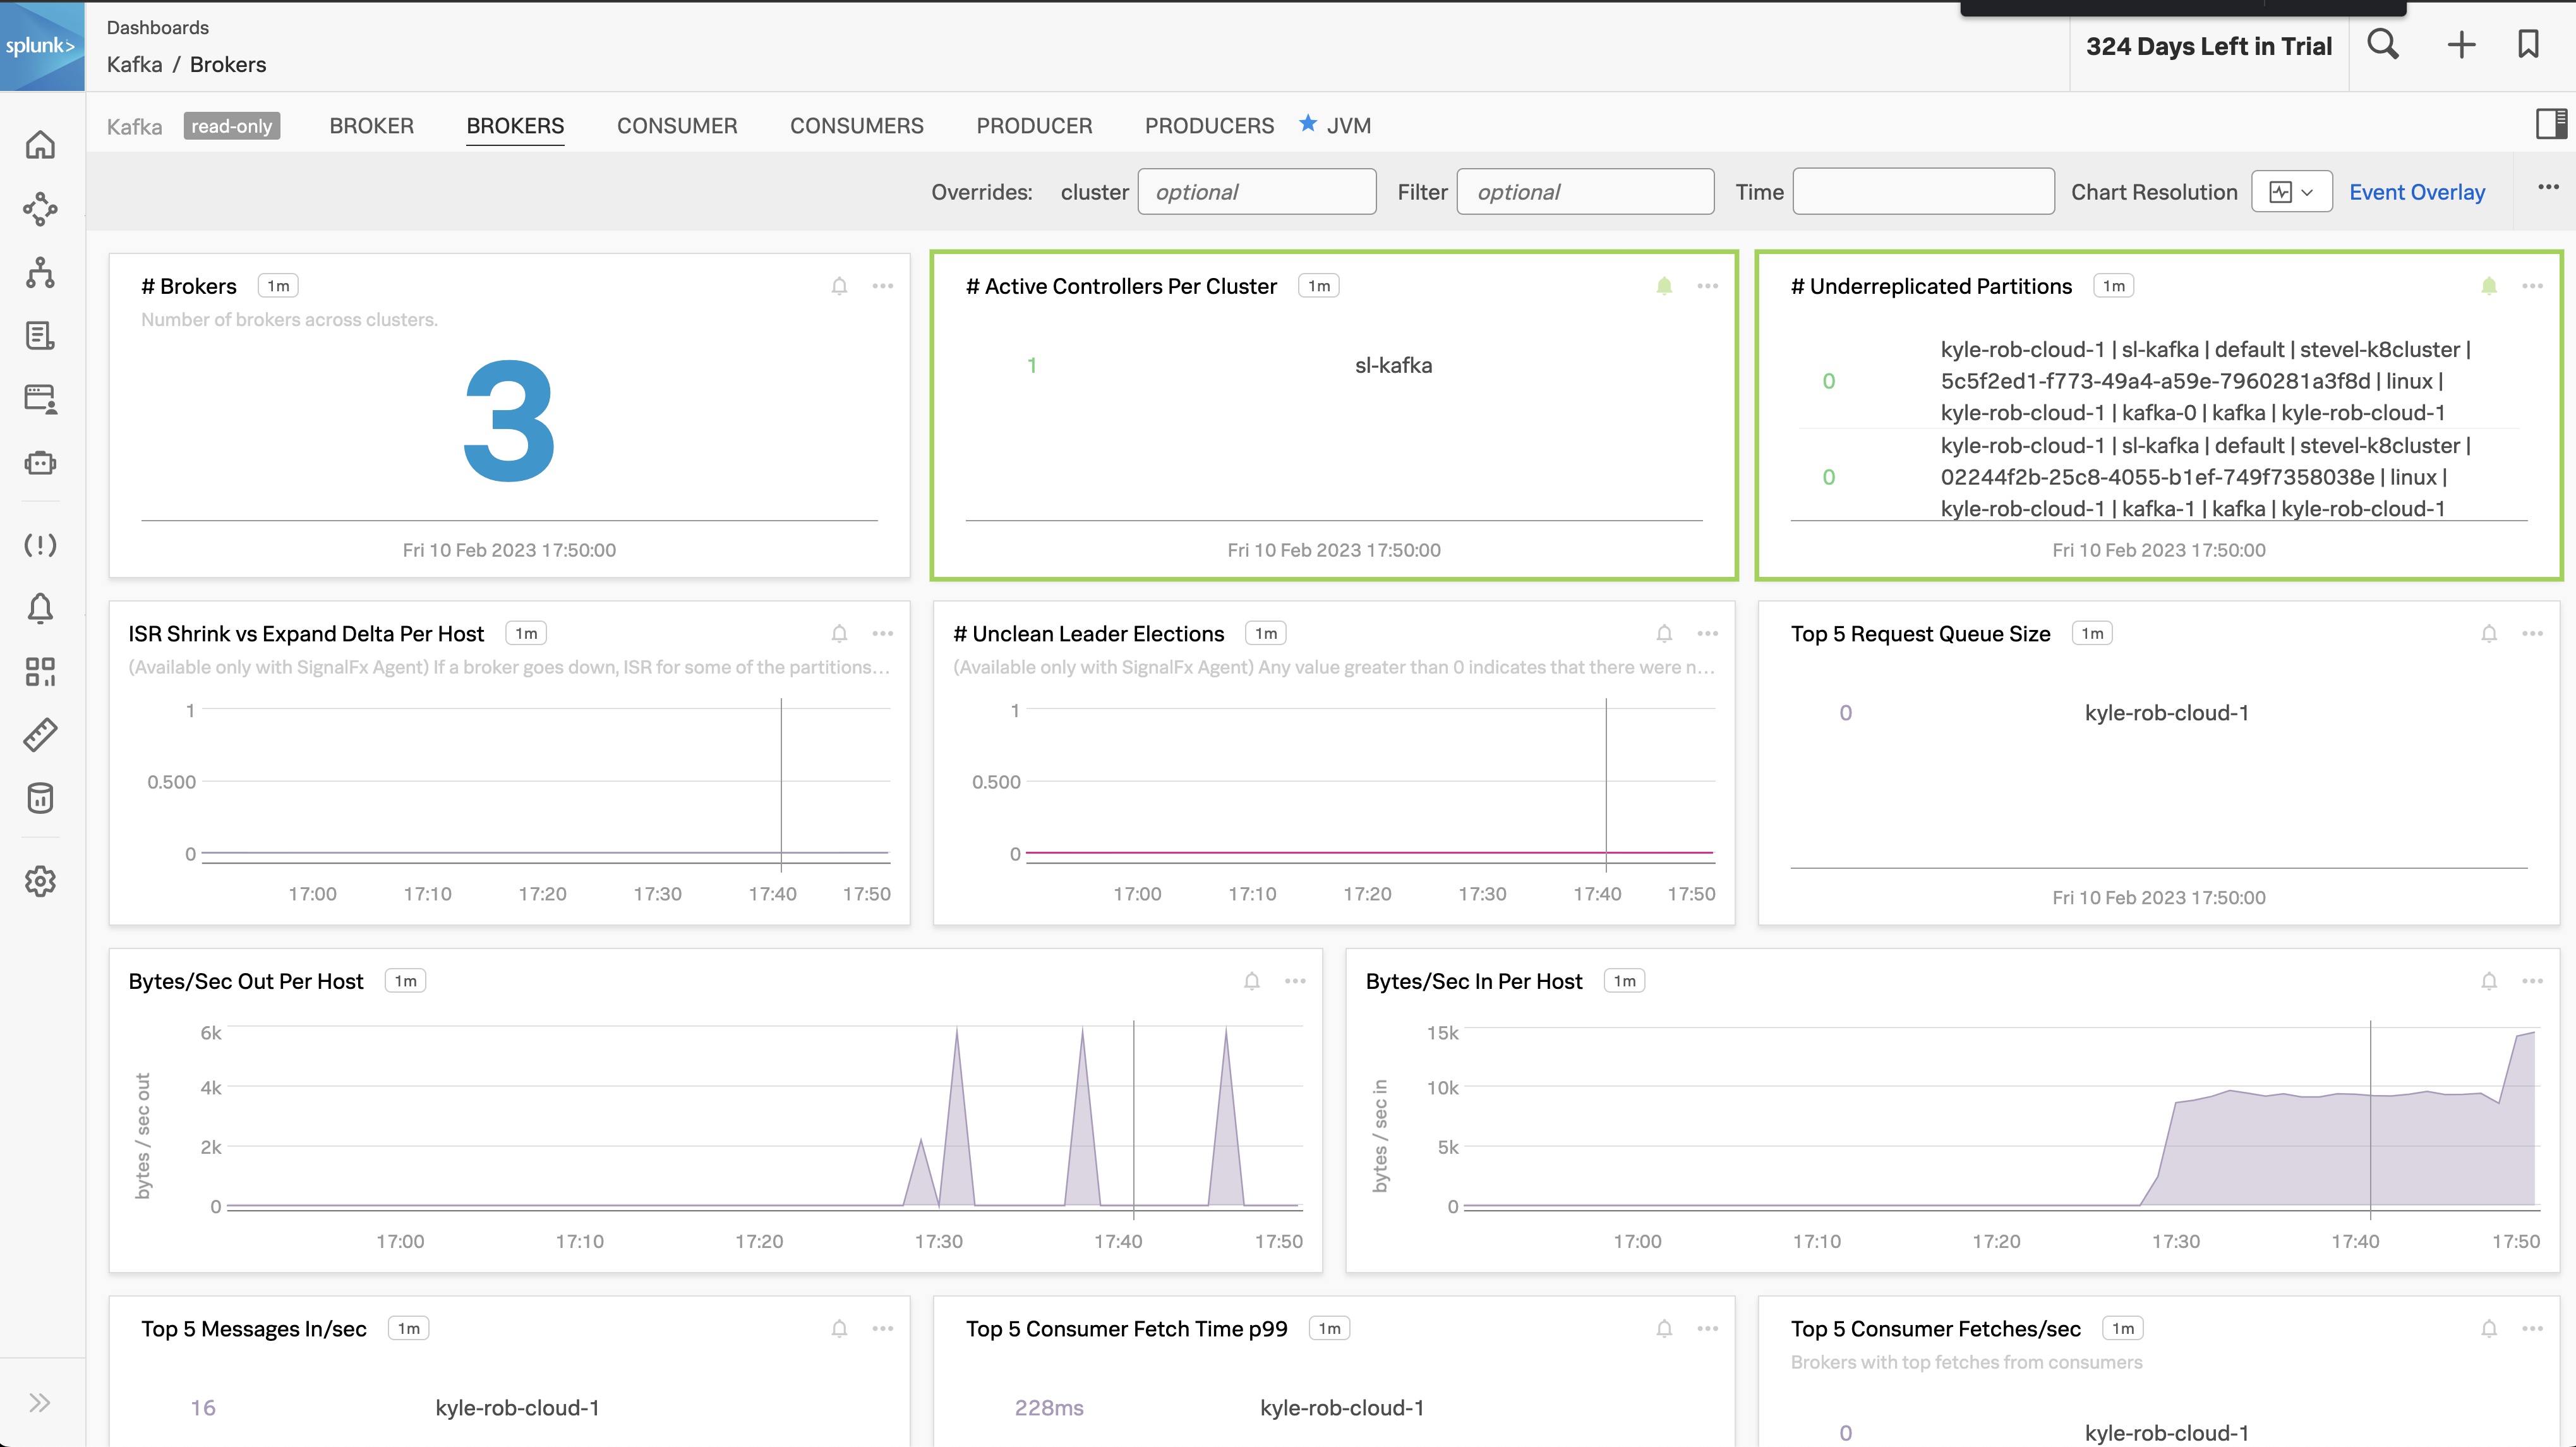 splunk>
Dashboards
Kafka / Brokers
324 Days Left in Trial
Kafka read-only BROKER BROKERS CONSUMER CONSUMERS PRODUCER PRODUCERS JVM
Overrides: cluster optional Filter optional Time Chart Resolution Event Overlay
# Brokers 1m
Number of brokers across clusters.
3
Fri 10 Feb 2023 17:50:00
# Active Controllers Per Cluster 1m
1 sl-kafka
Fri 10 Feb 2023 17:50:00
# Underreplicated Partitions 1m
kyle-rob-cloud-1 | sl-kafka | default | stevel-k8cluster |
0 5c5f2ed1-f773-49a4-a59e-7960281a3f8d | linux |
kyle-rob-cloud-1 | kafka-0 | kafka | kyle-rob-cloud-1
kyle-rob-cloud-1 | sl-kafka | default | stevel-k8cluster |
0 02244f2b-25c8-4055-b1ef-749f7358038e | linux |
kyle-rob-cloud-1 | kafka-1 | kafka | kyle-rob-cloud-1
Fri 10 Feb 2023 17:50:00
ISR Shrink vs Expand Delta Per Host 1m
(Available only with SignalFx Agent) If a broker goes down, ISR for some of the partitions...
1
0.500
0
17:00 17:10 17:20 17:30 17:40 17:50
# Unclean Leader Elections 1m
(Available only with SignalFx Agent) Any value greater than 0 indicates that there were n...
1
0.500
0
17:00 17:10 17:20 17:30 17:40 17:50
Top 5 Request Queue Size 1m
0 kyle-rob-cloud-1
Fri 10 Feb 2023 17:50:00
Bytes/Sec Out Per Host 1m
bytes / sec out
6k
4k
2k
0
17:00 17:10 17:20 17:30 17:40 17:50
Bytes/Sec In Per Host 1m
bytes / sec in
15k
10k
5k
0
17:00 17:10 17:20 17:30 17:40 17:50
Top 5 Messages In/sec 1m
16 kyle-rob-cloud-1
Top 5 Consumer Fetch Time p99 1m
228ms kyle-rob-cloud-1
Top 5 Consumer Fetches/sec 1m
Brokers with top fetches from consumers
0 kyle-rob-cloud-1